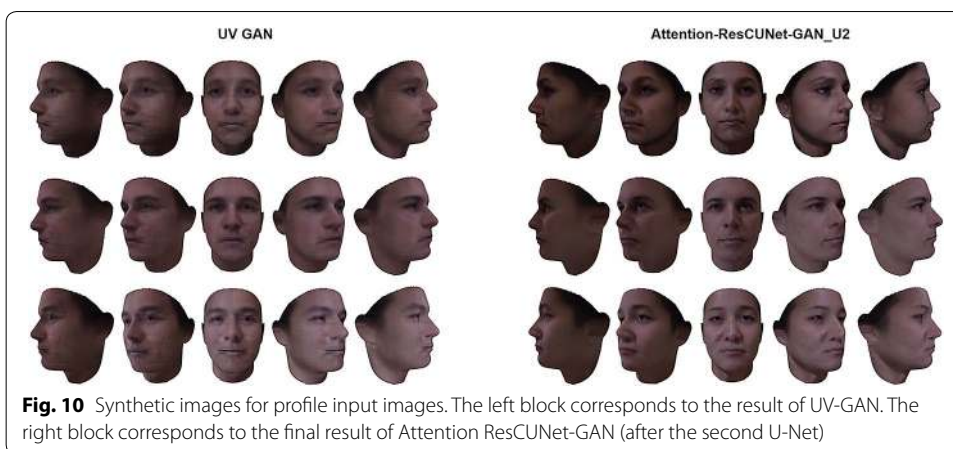 UV GAN
Attention-ResCUNet-GAN_U2
Fig. 10 Synthetic images for profile input images. The left block corresponds to the result of UV-GAN. The
right block corresponds to the final result of Attention ResCUNet-GAN (after the second U-Net)